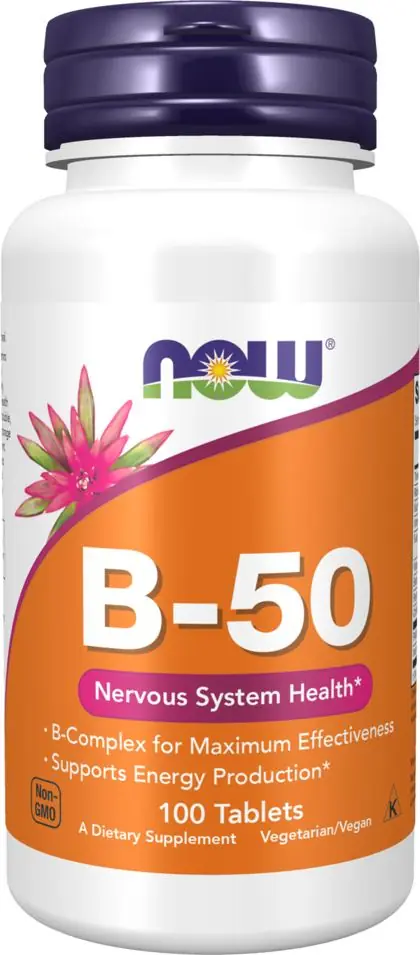 now®
B-50
Nervous System Health*
· B-Complex for Maximum Effectiveness
· Supports Energy Production*
Non-
GMO
100 Tablets
A Dietary Supplement Vegetarian/Vegan
K